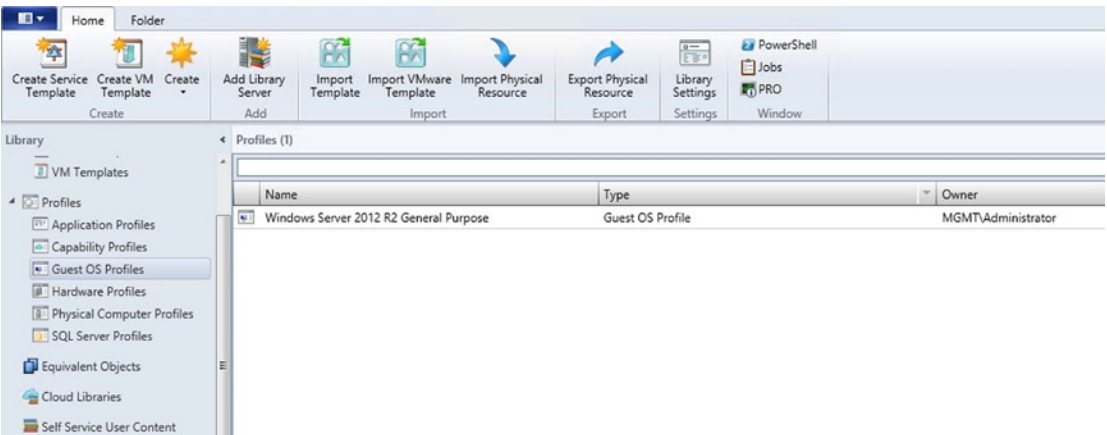 Home Folder
PowerShell
Create Service Create VM Create Add Library Import Import VMware Import Physical Export Physical Library Jobs
Template Template Server Template Template Resource Resource Settings PRO
Create Add Import Export Settings Window
Library Profiles (1)
VM Templates
Name Type Owner
Profiles
Windows Server 2012 R2 General Purpose Guest OS Profile MGMT\Administrator
Application Profiles
Capability Profiles
Guest OS Profiles
Hardware Profiles
Physical Computer Profiles
SQL Server Profiles
Equivalent Objects
Cloud Libraries
Self Service User Content